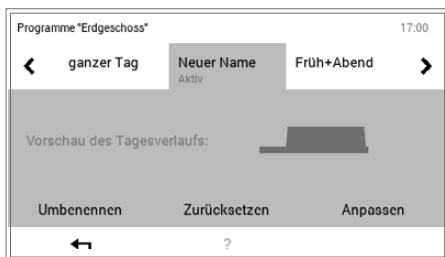 Programme "Erdgeschoss" 17:00
ganzer Tag Neuer Name Früh+Abend
Aktiv
Vorschau des Tagesverlaufs:
Umbenennen Zurücksetzen Anpassen
?